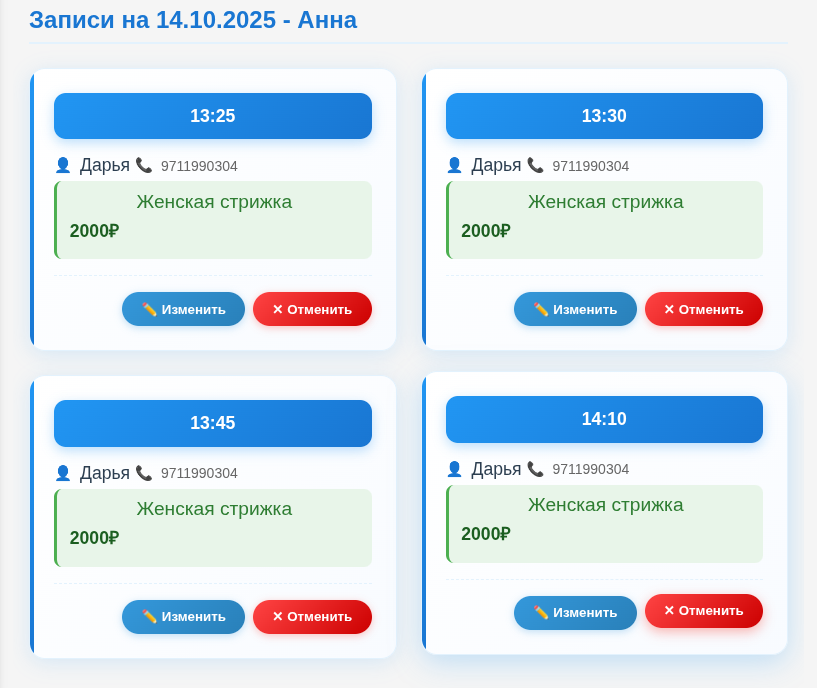 Записи на 14.10.2025 - Анна
13:25
👤 Дарья 📞 9711990304
Женская стрижка
2000₽
✏️ Изменить ✕ Отменить
13:30
👤 Дарья 📞 9711990304
Женская стрижка
2000₽
✏️ Изменить ✕ Отменить
13:45
👤 Дарья 📞 9711990304
Женская стрижка
2000₽
✏️ Изменить ✕ Отменить
14:10
👤 Дарья 📞 9711990304
Женская стрижка
2000₽
✏️ Изменить ✕ Отменить